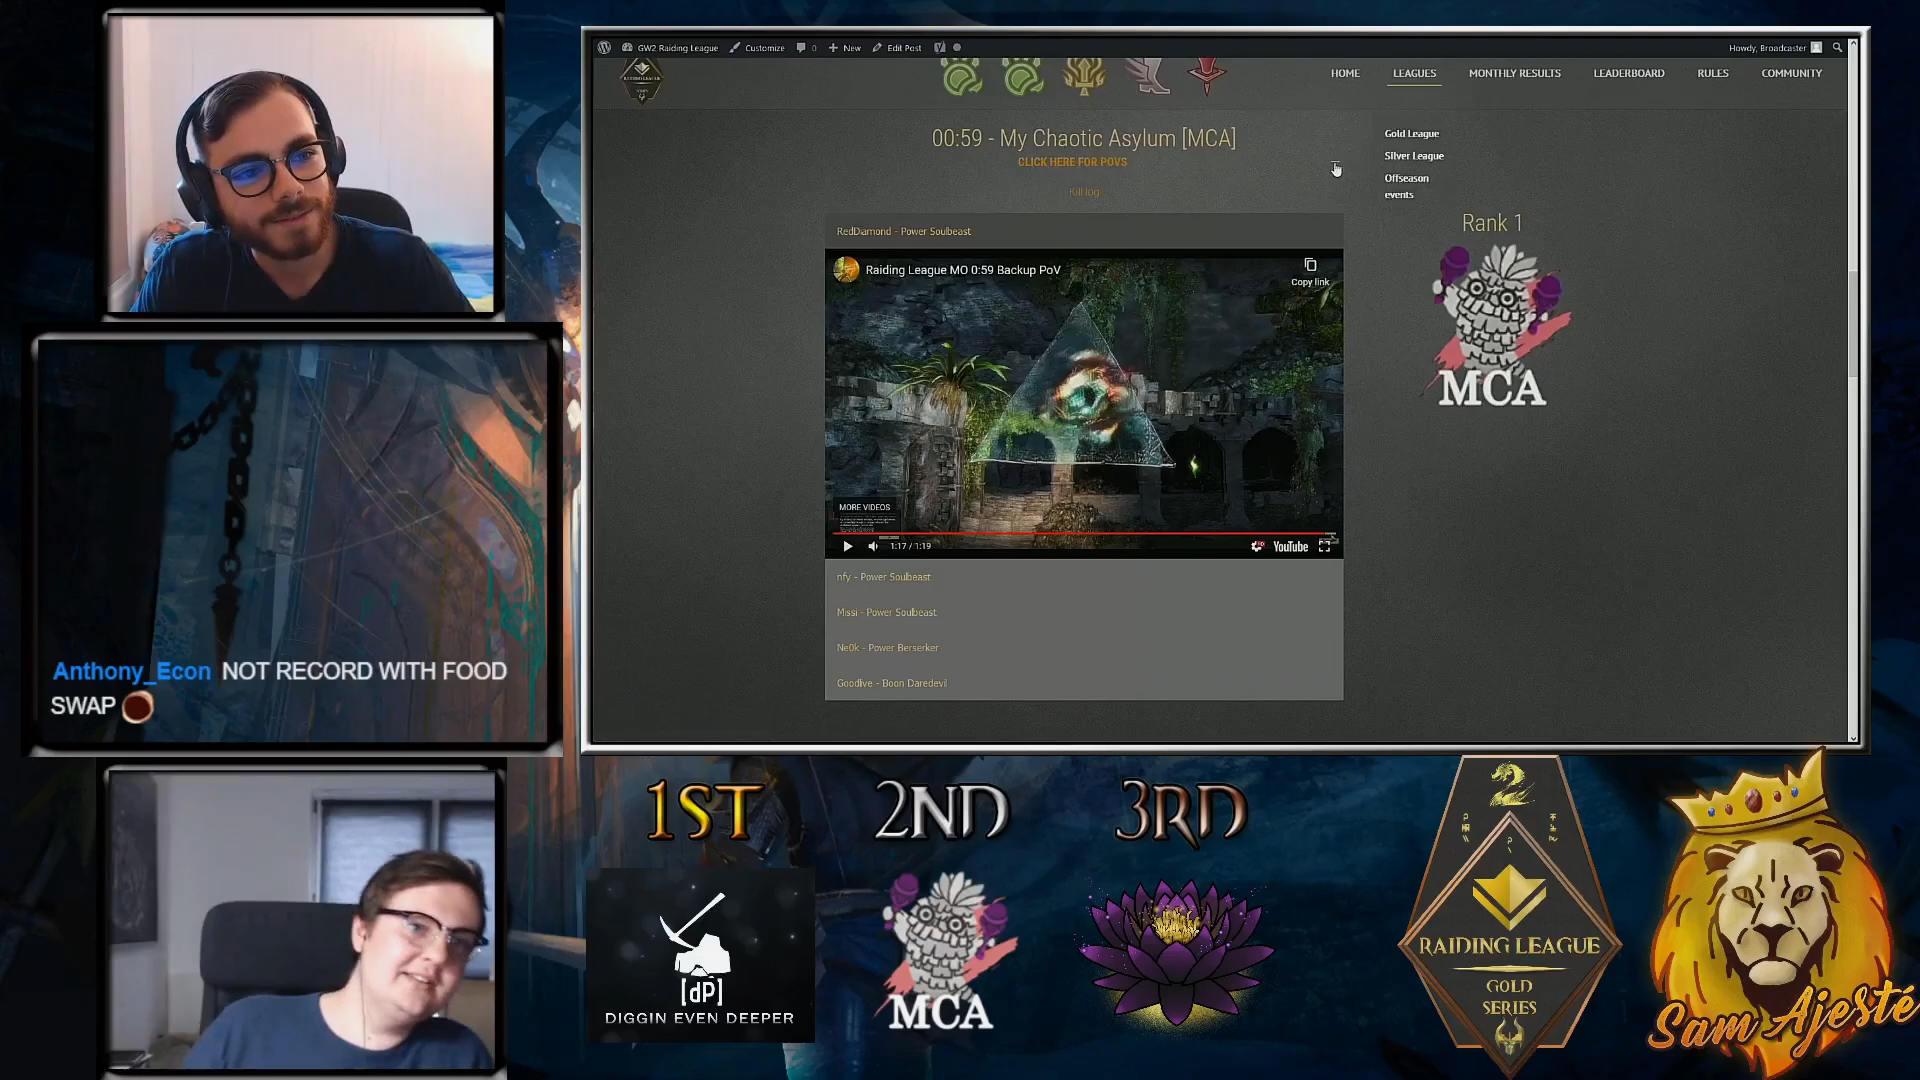 GW2 Raiding League
Customize
0
New
Edit Post
Howdy, Broadcaster
HOME
LEAGUES
MONTHLY RESULTS
LEADERBOARD
RULES
COMMUNITY
00:59 - My Chaotic Asylum [MCA]
CLICK HERE FOR POVS
Kill log
Gold League
Silver League
Offseason
events
Rank 1
MCA
RedDiamond - Power Soulbeast
Raiding League MO 0:59 Backup PoV
Copy link
MORE VIDEOS
1:17 / 1:19
YouTube
nfy - Power Soulbeast
Missi - Power Soulbeast
Ne0k - Power Berserker
Goodlive - Boon Daredevil
Anthony_Econ NOT RECORD WITH FOOD
SWAP
1ST
2ND
3RD
[dP]
DIGGIN EVEN DEEPER
MCA
RAIDING LEAGUE
GOLD
SERIES
Sam Ajesté